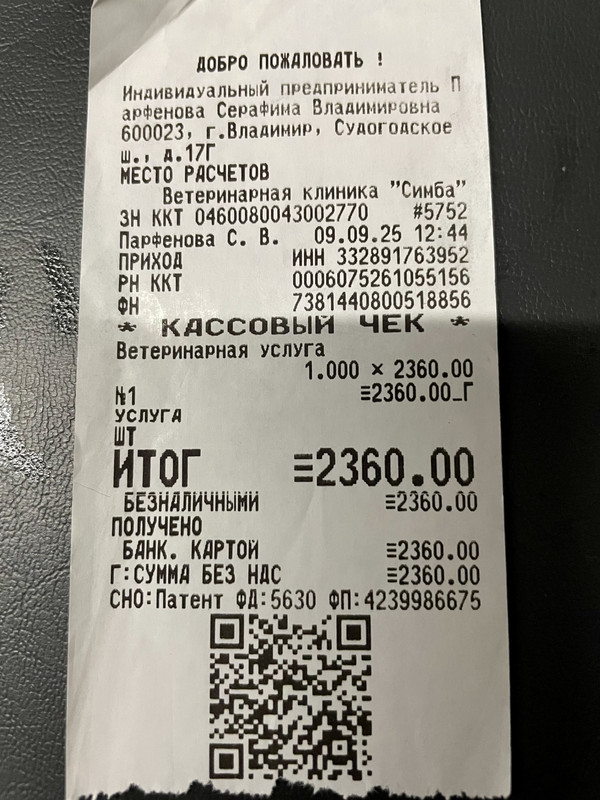 ДОБРО ПОЖАЛОВАТЬ !
Индивидуальный предприниматель П
арфенова Серафима Владимировна
600023, г.Владимир, Судогодское
ш., д.17Г
МЕСТО РАСЧЕТОВ
Ветеринарная клиника "Симба"
ЗН ККТ 0460080043002770 #5752
Парфенова С. В. 09.09.25 12:44
ПРИХОД ИНН 332891763952
РН ККТ 0006075261055156
ФН 7381440800518856
* КАССОВЫЙ ЧЕК *
Ветеринарная услуга
1.000 × 2360.00
№1 ≡2360.00_Г
УСЛУГА
ШТ
ИТОГ ≡2360.00
БЕЗНАЛИЧНЫМИ ≡2360.00
ПОЛУЧЕНО
БАНК. КАРТОЙ ≡2360.00
Г:СУММА БЕЗ НДС ≡2360.00
СНО:Патент ФД:5630 ФП:4239986675